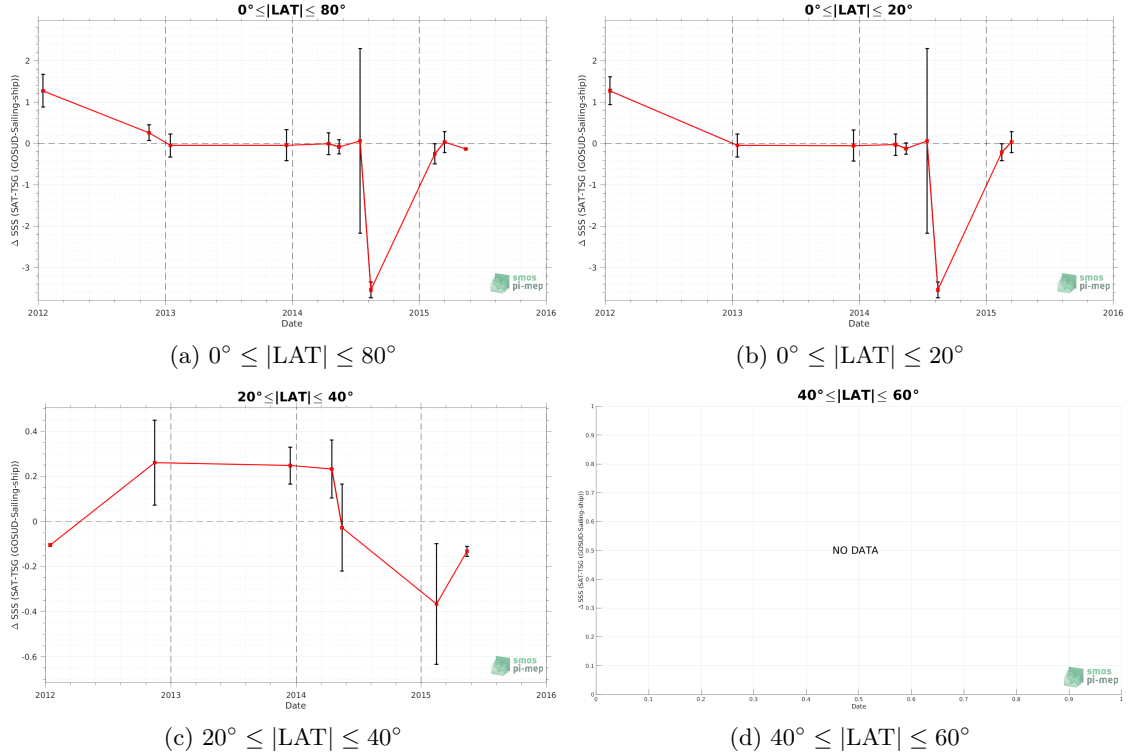 0°≤|LAT|≤ 80°
Δ SSS (SAT-TSG (GOSUD-Sailing-ship))
2
1
0
-1
-2
-3
2012
2013
2014
2015
2016
Date
smos
pi-mep
(a) 0° ≤ |LAT| ≤ 80°
0°≤|LAT|≤ 20°
Δ SSS (SAT-TSG (GOSUD-Sailing-ship))
2
1
0
-1
-2
-3
2012
2013
2014
2015
2016
Date
smos
pi-mep
(b) 0° ≤ |LAT| ≤ 20°
20°≤|LAT|≤ 40°
Δ SSS (SAT-TSG (GOSUD-Sailing-ship))
0.4
0.2
0
-0.2
-0.4
-0.6
2012
2013
2014
2015
2016
Date
smos
pi-mep
(c) 20° ≤ |LAT| ≤ 40°
40°≤|LAT|≤ 60°
Δ SSS (SAT-TSG (GOSUD-Sailing-ship))
1
0.9
0.8
0.7
0.6
0.5
0.4
0.3
0.2
0.1
0
NO DATA
0
0.1
0.2
0.3
0.4
0.5
0.6
0.7
0.8
0.9
1
Date
smos
pi-mep
(d) 40° ≤ |LAT| ≤ 60°